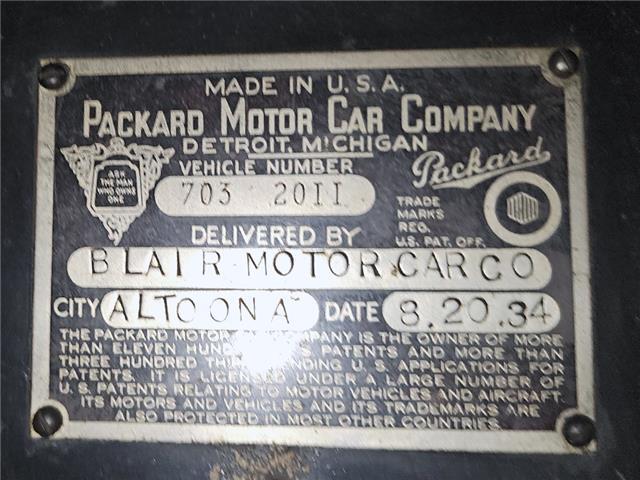 MADE IN U.S.A.
PACKARD MOTOR CAR COMPANY
DETROIT. MICHIGAN
Packard
VEHICLE NUMBER
ASK
THE MAN
WHO OWNS
ONE
703 2011
TRADE
MARKS
REG.
U.S. PAT. OFF.
DELIVERED BY
BLAIR MOTOR CAR CO
CITY ALTOONA DATE 8.20.34
THE PACKARD MOTOR COMPANY IS THE OWNER OF MORE
THAN ELEVEN PATENTS AND MORE THAN
THREE HUNDRED U.S. APPLICATIONS FOR
PATENTS. IT IS LICENSED UNDER A LARGE NUMBER OF
U.S. PATENTS RELATING TO MOTOR VEHICLES AND AIRCRAFT.
ITS MOTORS AND VEHICLES AND ITS TRADEMARKS ARE
ALSO PROTECTED IN MOST OTHER COUNTRIES.